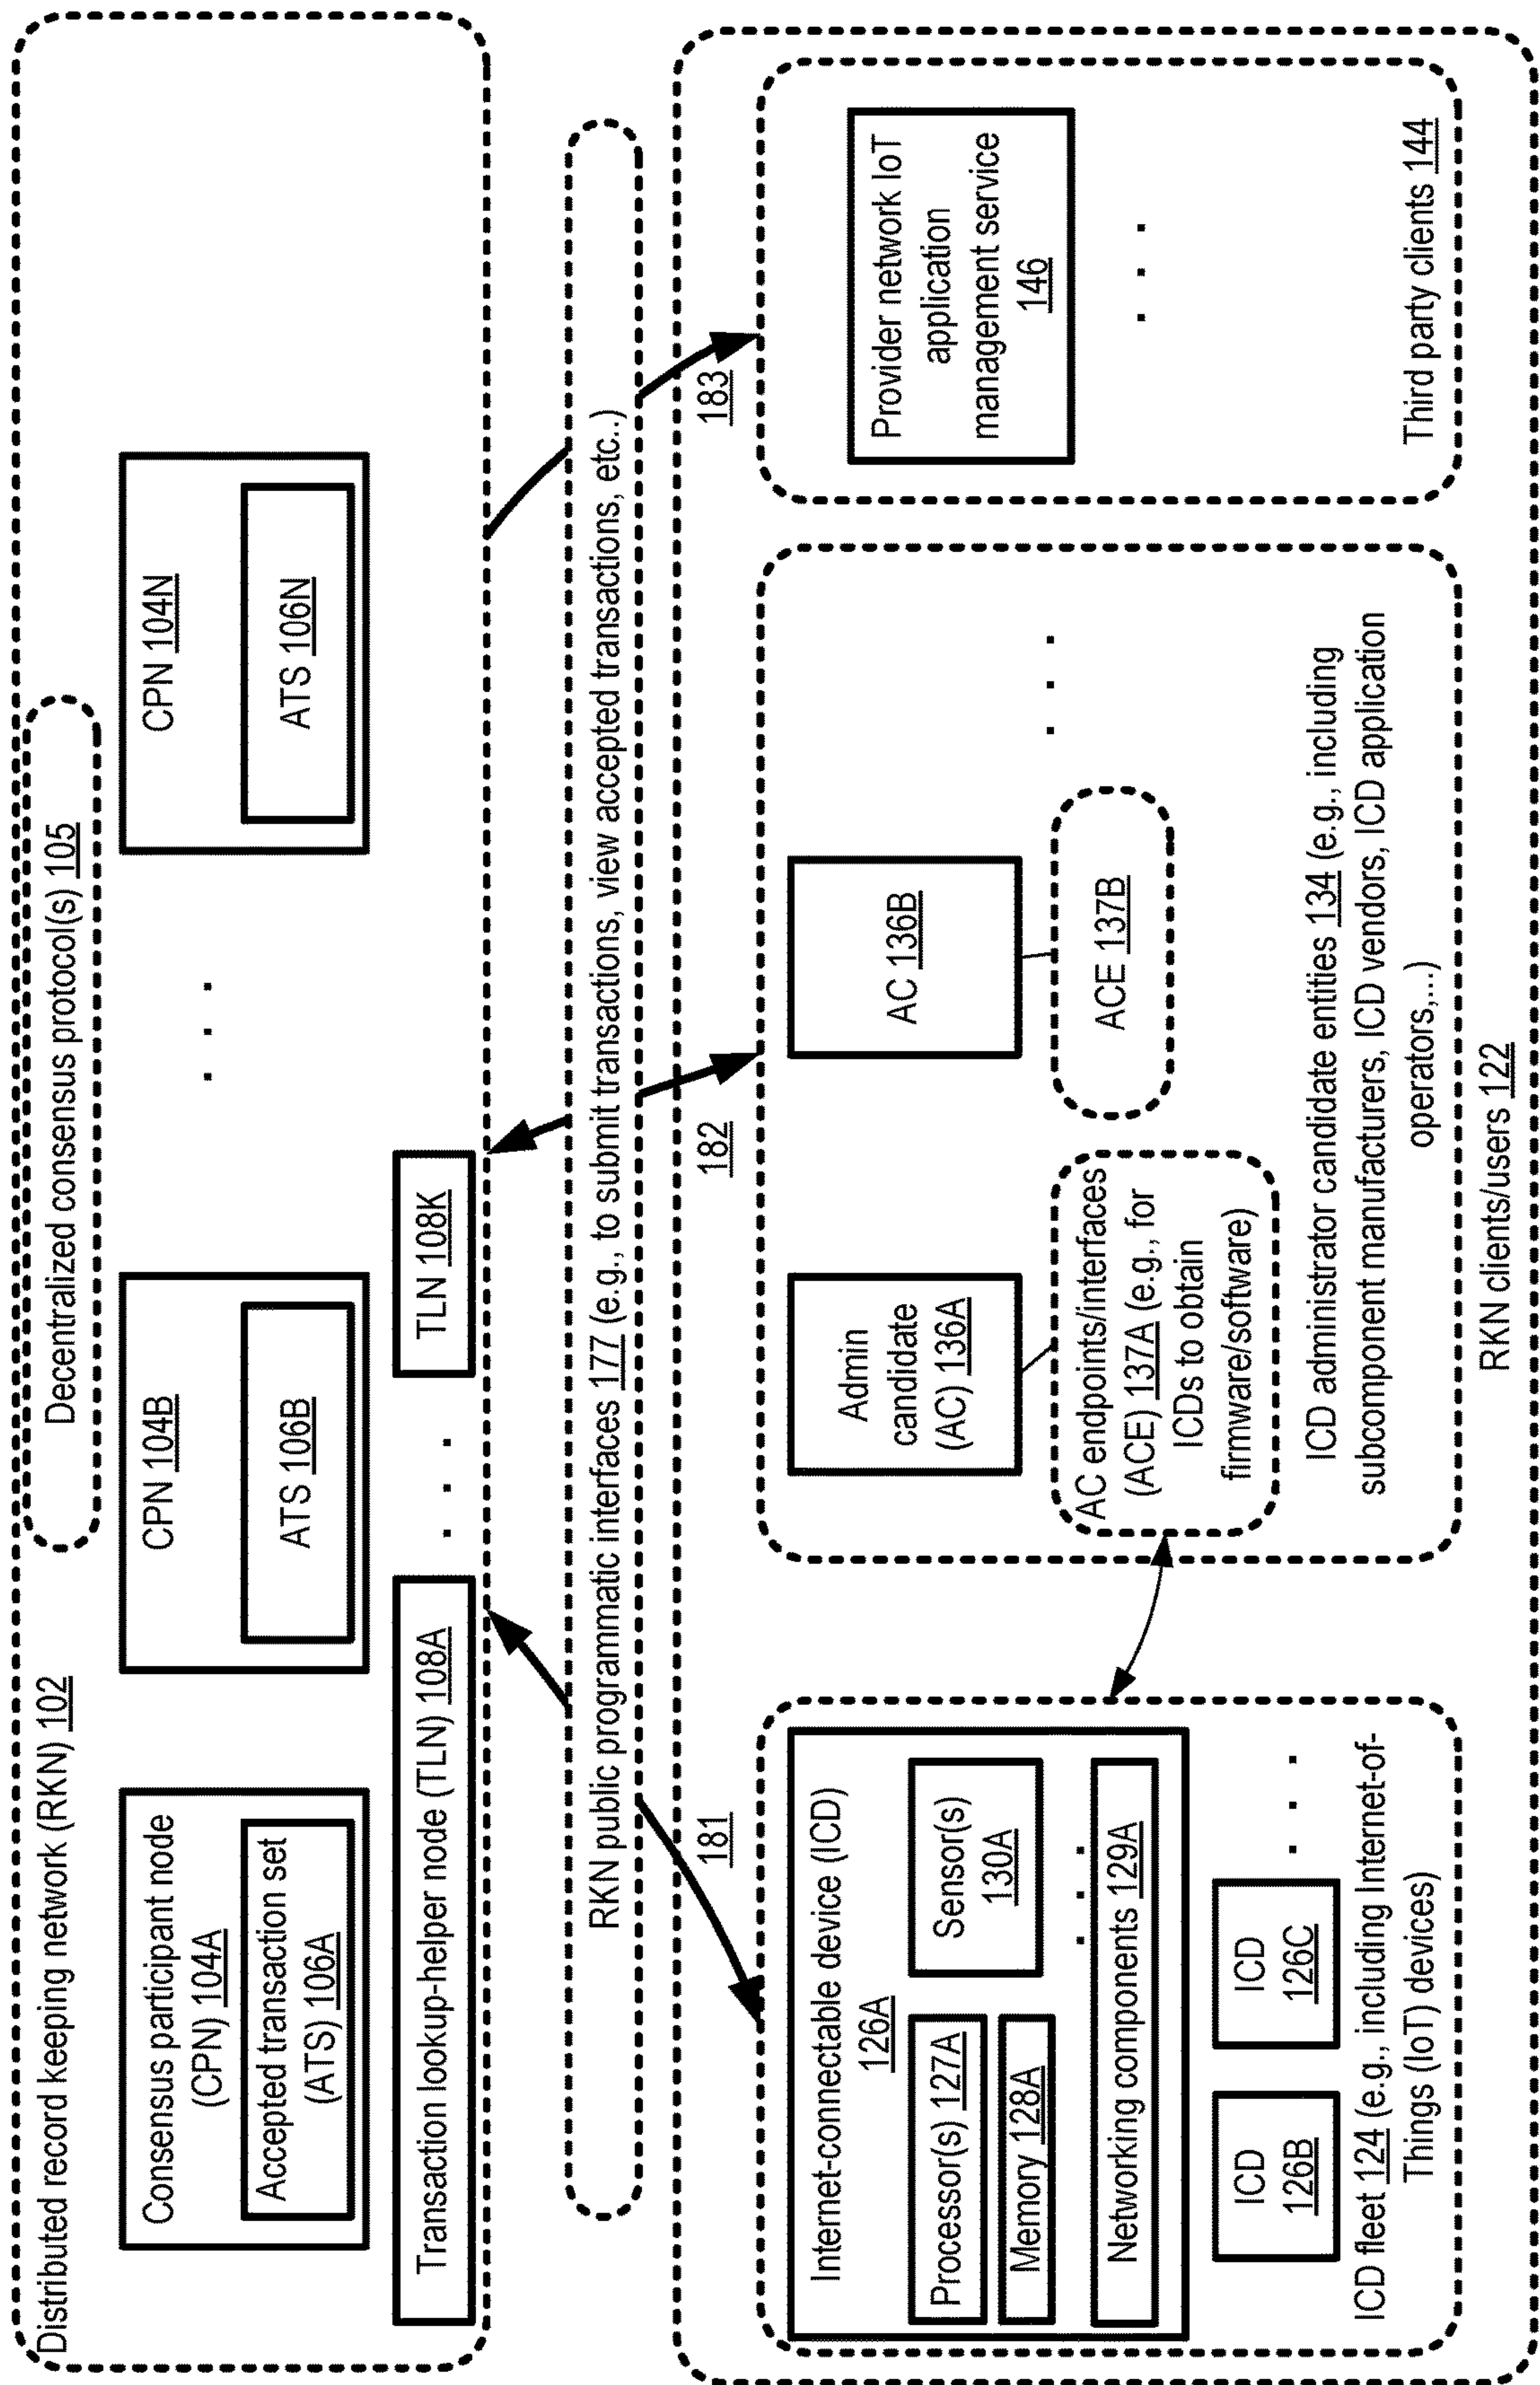 Distributed record keeping network (RKN) 102
Decentralized consensus protocol(s) 105
Consensus participant node
(CPN) 104A
Accepted transaction set
(ATS) 106A
CPN 104B
ATS 106B
. . .
CPN 104N
ATS 106N
Transaction lookup-helper node (TLN) 108A
. . .
TLN 108K
RKN public programmatic interfaces 177 (e.g., to submit transactions, view accepted transactions, etc..)
181
182
183
Internet-connectable device (ICD)
126A
Processor(s) 127A
Memory 128A
Sensor(s)
130A
. . .
Networking components 129A
ICD
126B
ICD
126C
. . .
ICD fleet 124 (e.g., including Internet-of-
Things (IoT) devices)
Admin
candidate
(AC) 136A
AC endpoints/interfaces
(ACE) 137A (e.g., for
ICDs to obtain
firmware/software)
AC 136B
ACE 137B
. . .
ICD administrator candidate entities 134 (e.g., including
subcomponent manufacturers, ICD vendors, ICD application
operators,...)
Provider network IoT
application
management service
146
. . .
Third party clients 144
RKN clients/users 122